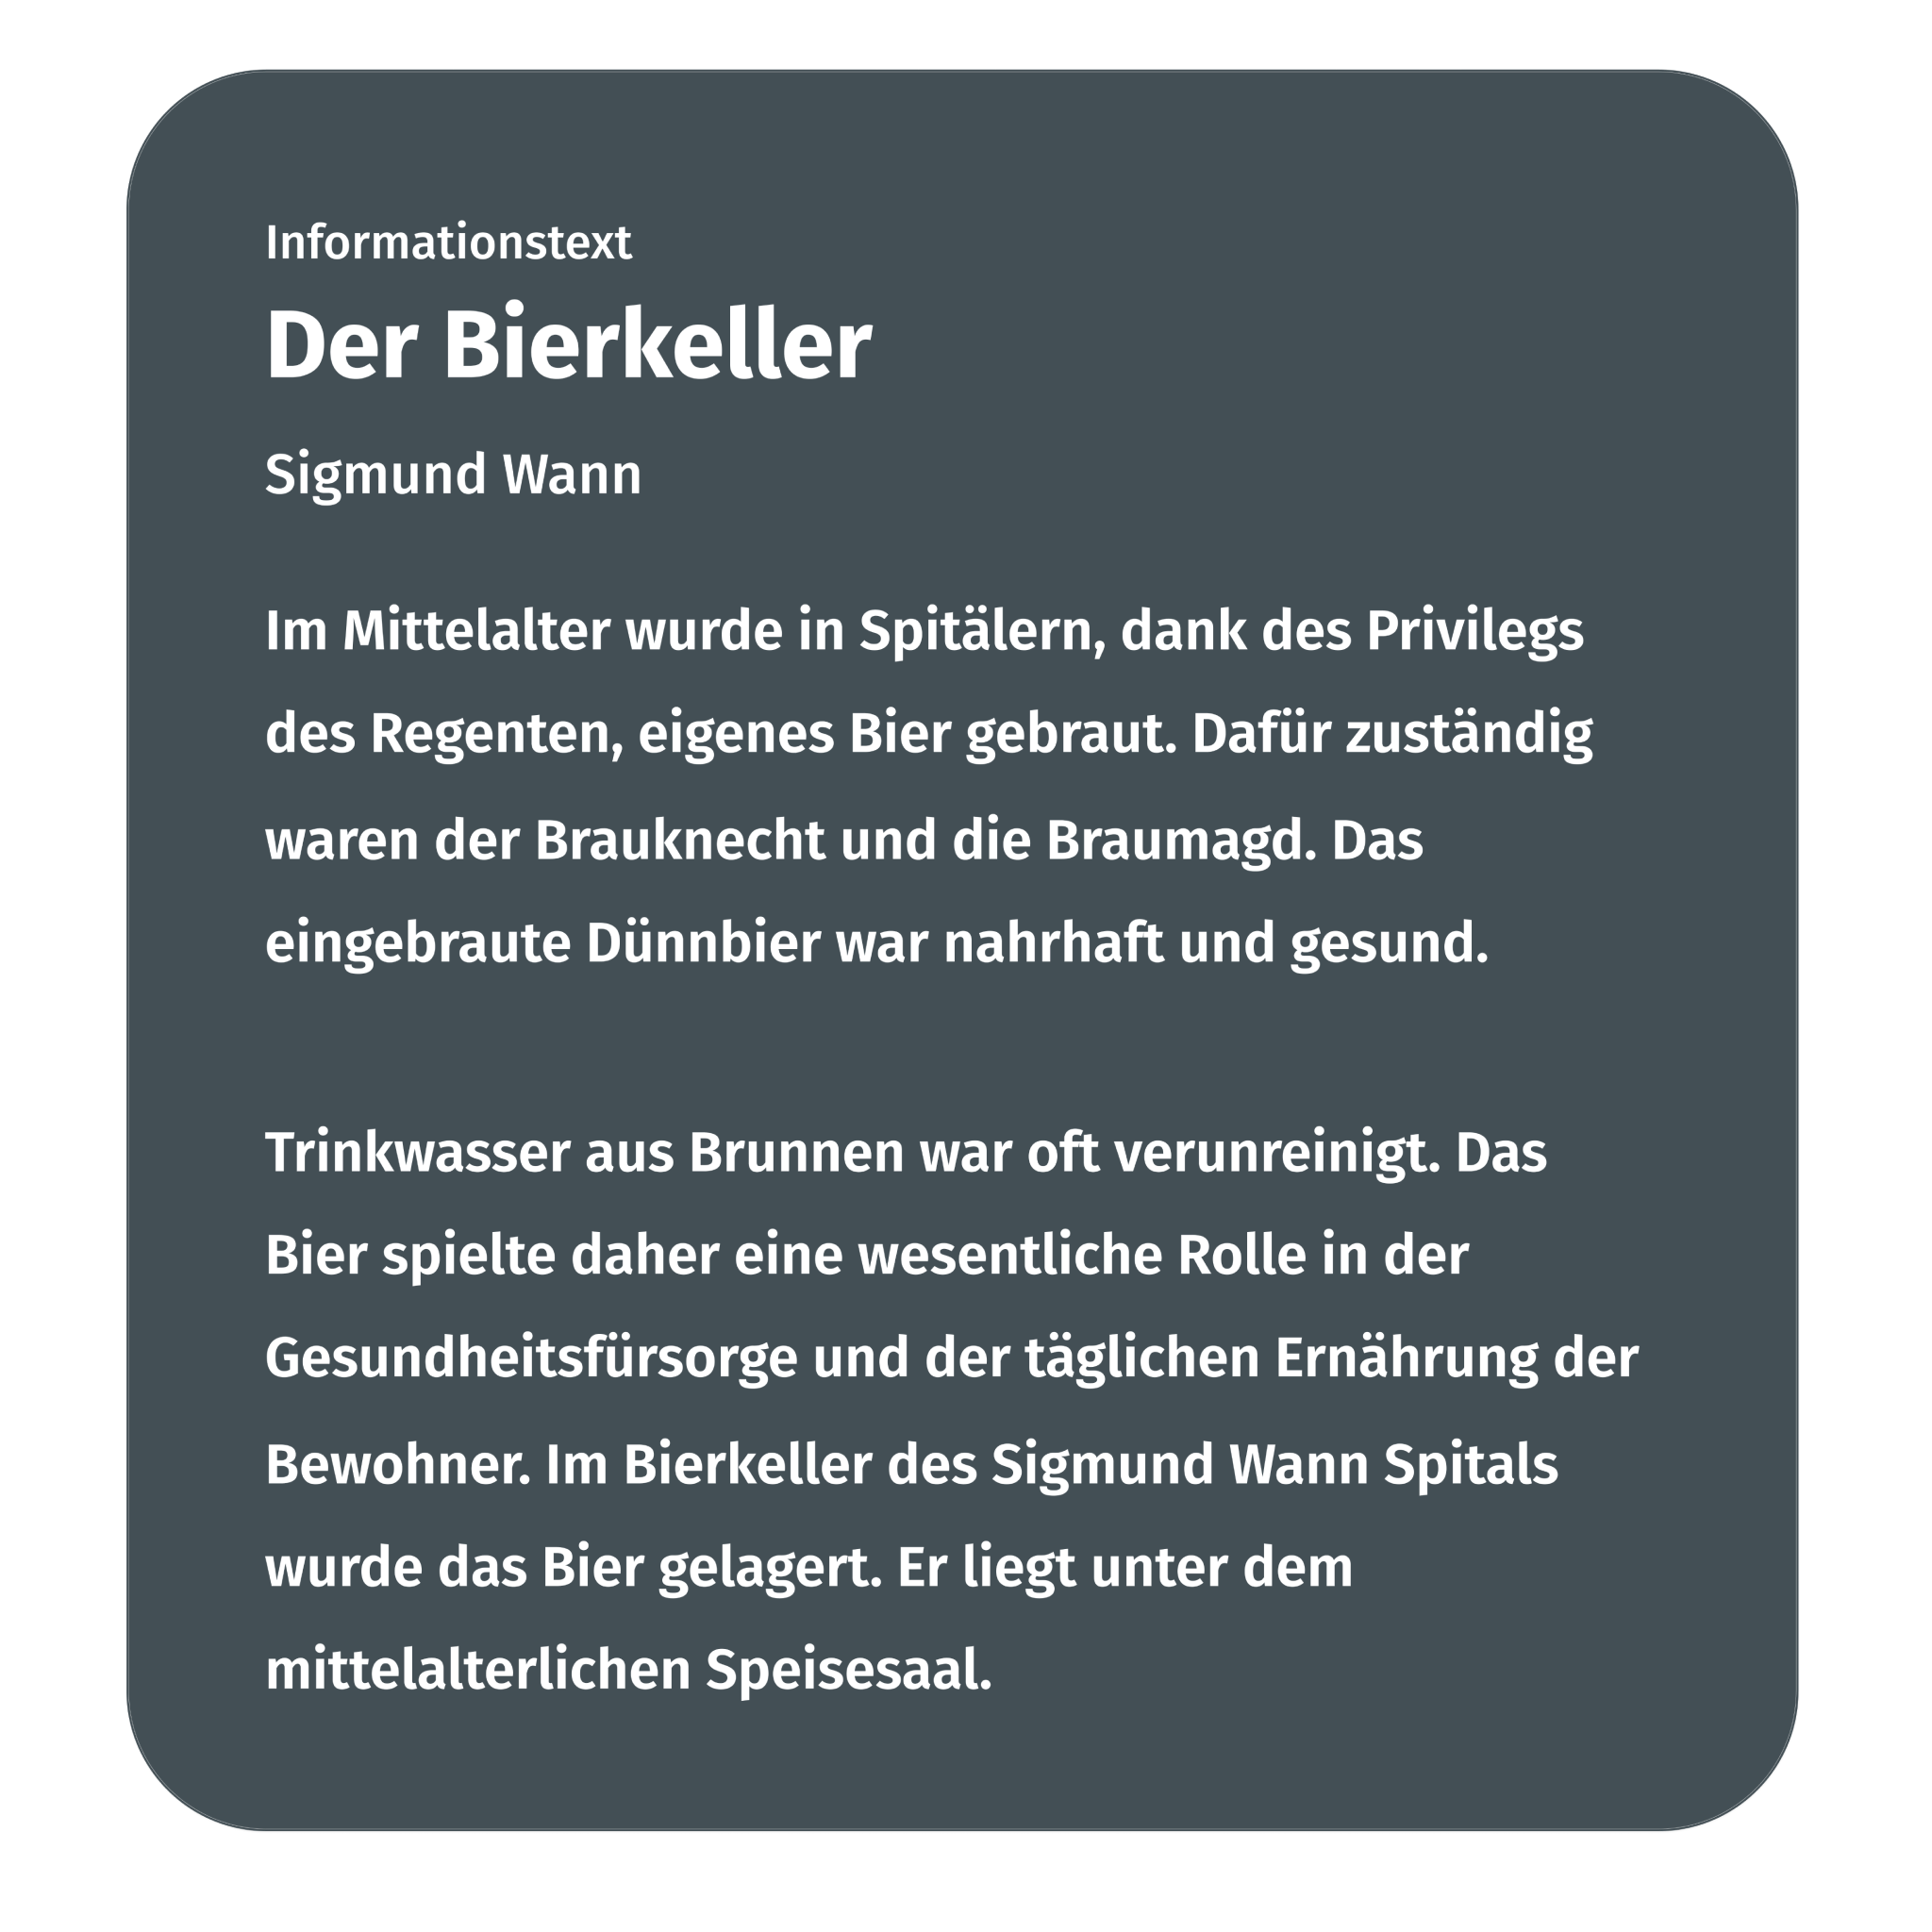 Informationstext
Der Bierkeller
Sigmund Wann
Im Mittelalter wurde in Spitälern, dank des Privilegs
des Regenten, eigenes Bier gebraut. Dafür zuständig
waren der Brauknecht und die Braumagd. Das
eingebraute Dünnbier war nahrhaft und gesund.
Trinkwasser aus Brunnen war oft verunreinigt. Das
Bier spielte daher eine wesentliche Rolle in der
Gesundheitsfürsorge und der täglichen Ernährung der
Bewohner. Im Bierkeller des Sigmund Wann Spitals
wurde das Bier gelagert. Er liegt unter dem
mittelalterlichen Speisesaal.